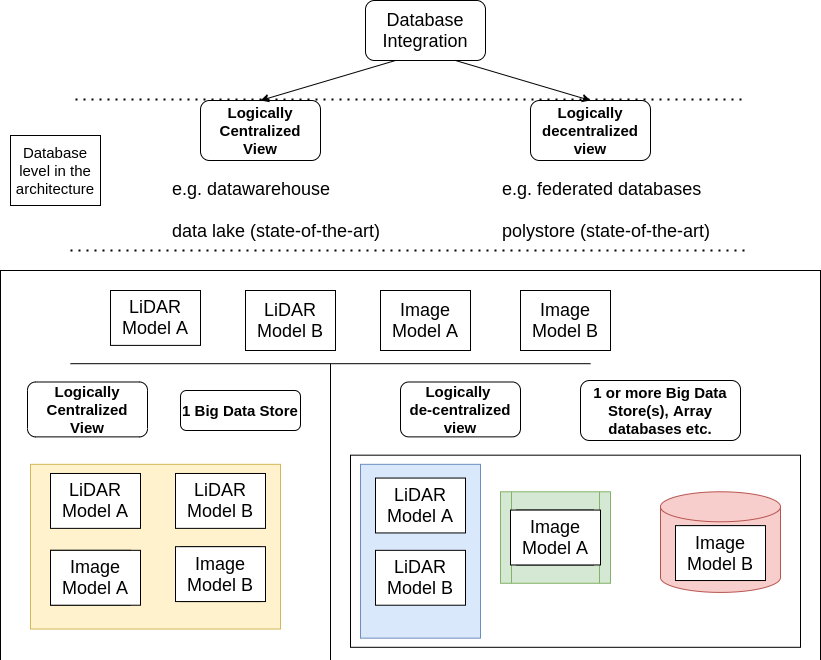 Database
Integration
Logically
Centralized
View
Logically
decentralized
view
Database
level in the
architecture
e.g. datawarehouse
e.g. federated databases
data lake (state-of-the-art)
polystore (state-of-the-art)
LiDAR
Model A
LiDAR
Model B
Image
Model A
Image
Model B
Logically
Centralized
View
1 Big Data Store
Logically
de-centralized
view
1 or more Big Data
Store(s), Array
databases etc.
LiDAR
Model A
LiDAR
Model B
Image
Model A
Image
Model B
LiDAR
Model A
LiDAR
Model B
Image
Model A
Image
Model B